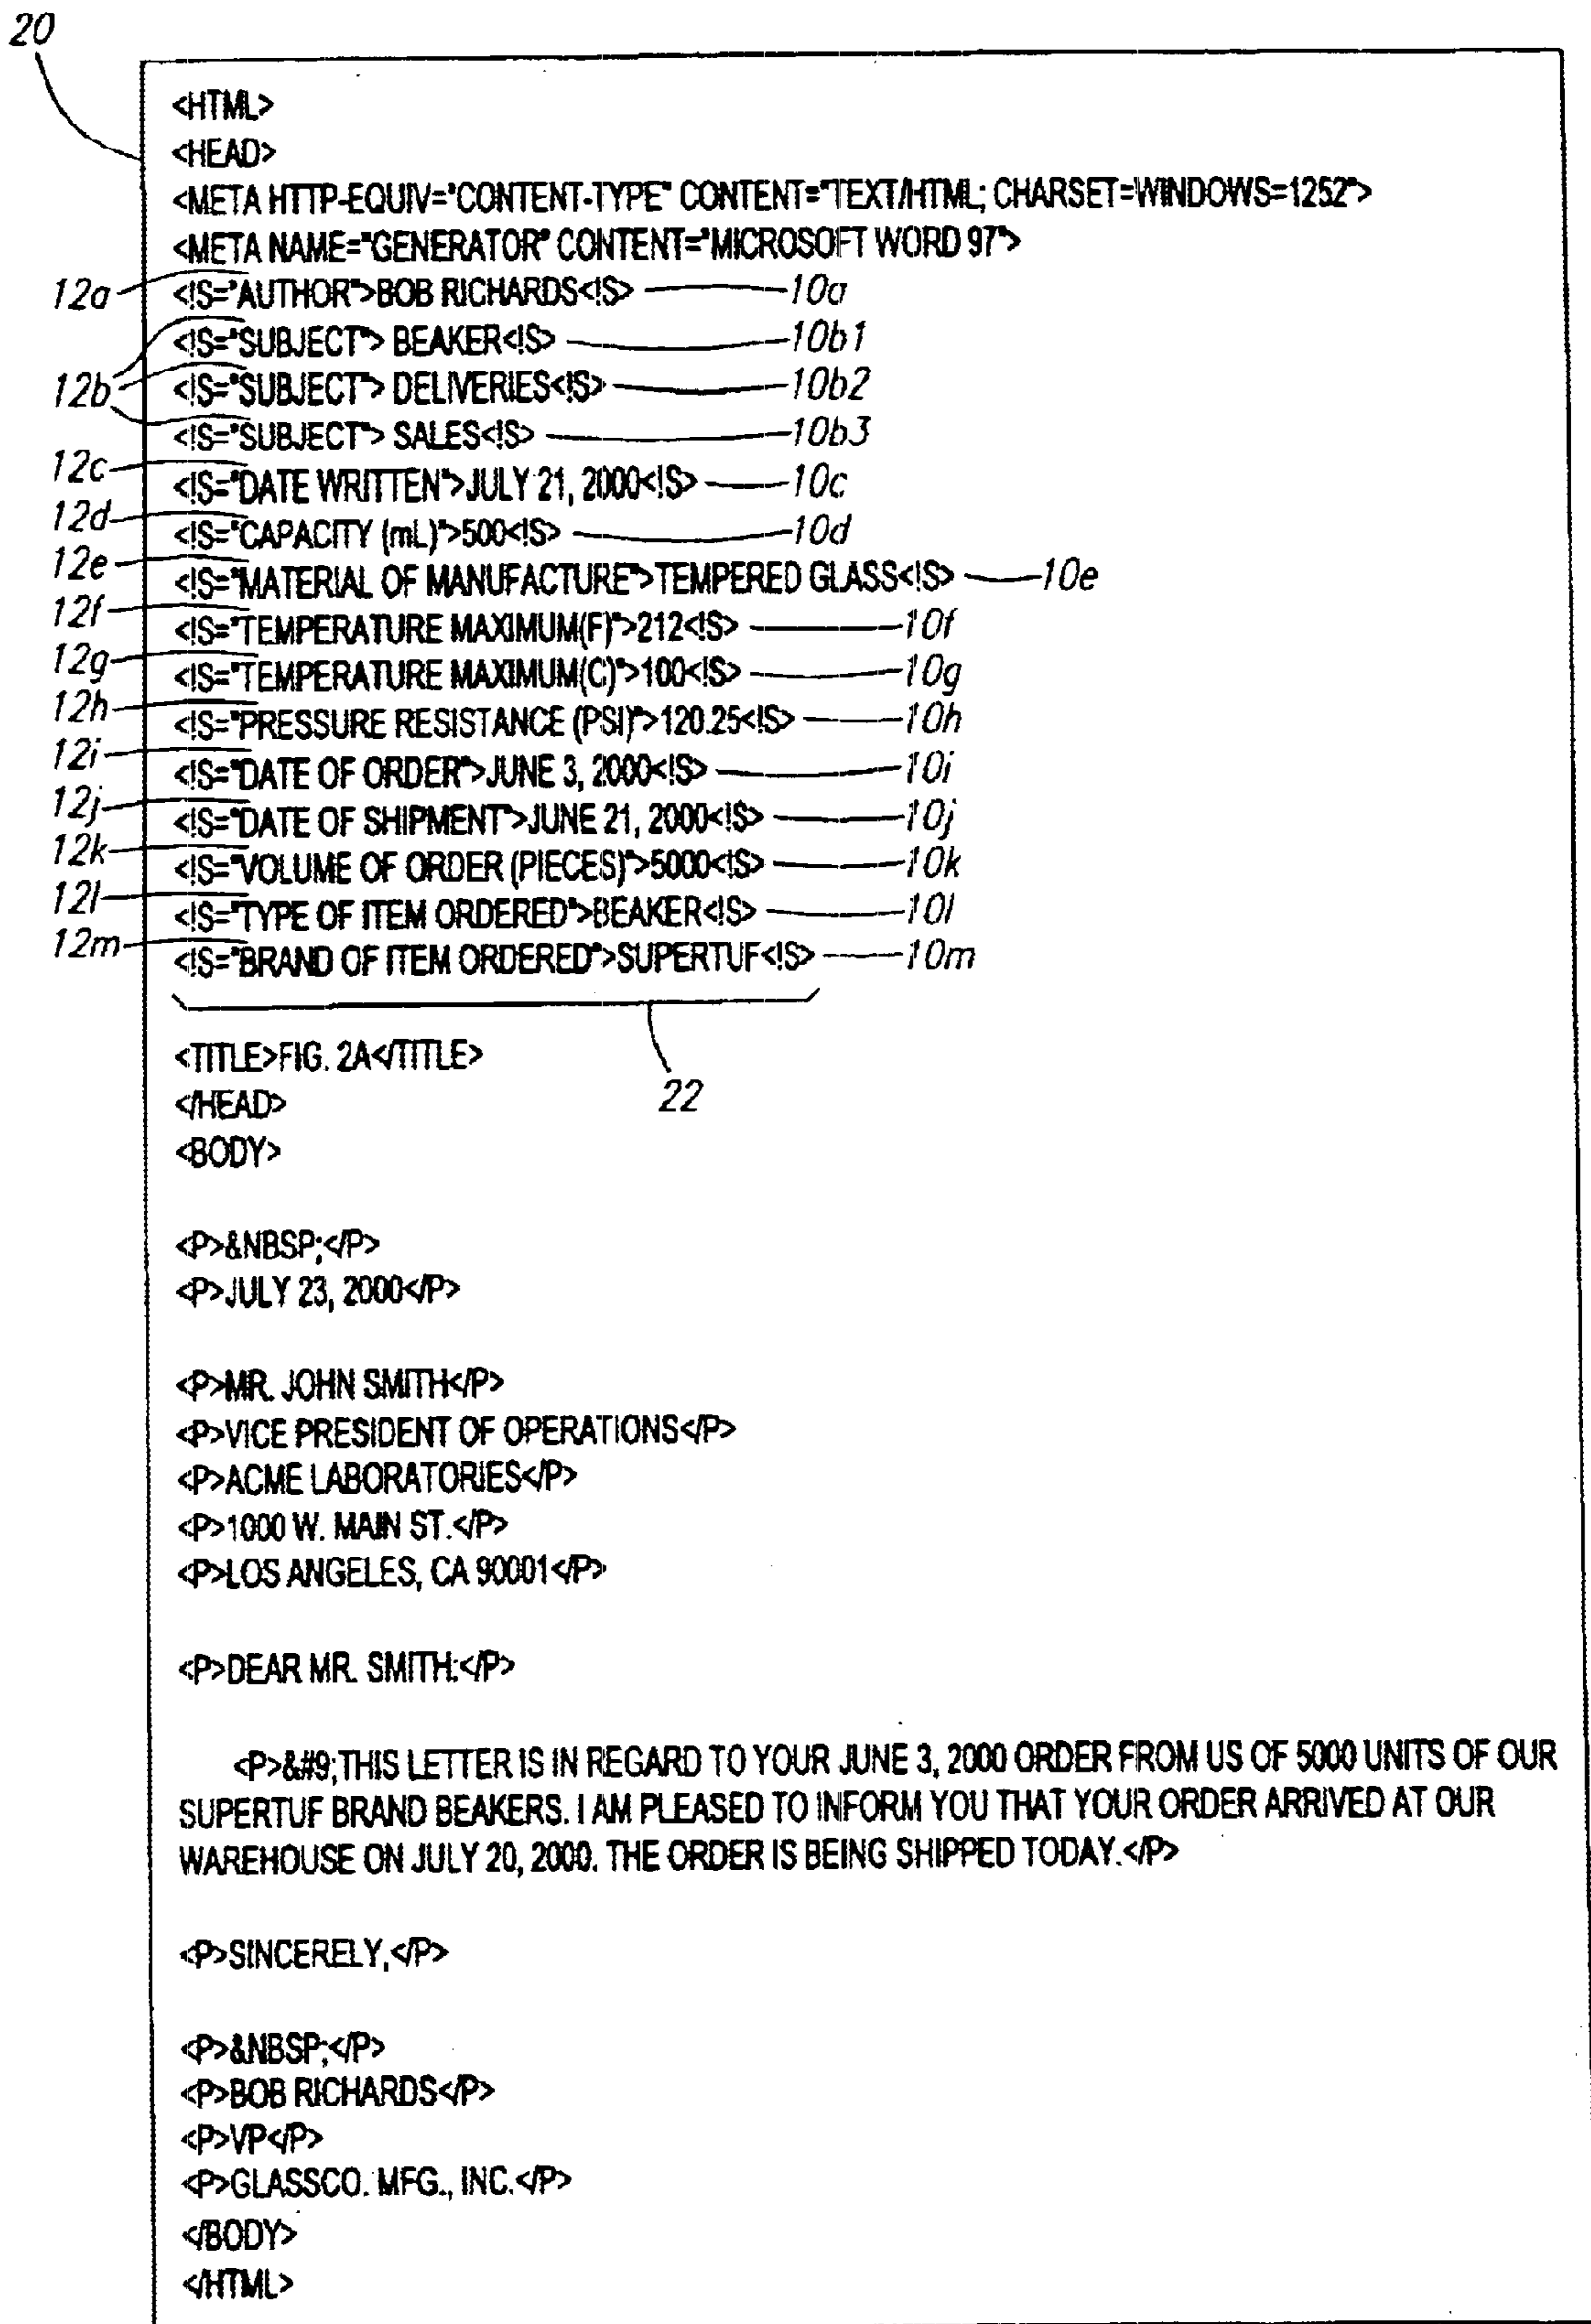 20
<HTML>
<HEAD>
<META HTTP-EQUIV="CONTENT-TYPE" CONTENT="TEXT/HTML; CHARSET=WINDOWS=1252">
<META NAME="GENERATOR" CONTENT="MICROSOFT WORD 97">
12a <!S="AUTHOR">BOB RICHARDS<!S> 10a
<!S="SUBJECT"> BEAKER<!S> 10b1
12b <!S="SUBJECT"> DELIVERIES<!S> 10b2
<!S="SUBJECT"> SALES<!S> 10b3
12c <!S="DATE WRITTEN">JULY 21, 2000<!S> 10c
12d <!S="CAPACITY (mL)">500<!S> 10d
12e <!S="MATERIAL OF MANUFACTURE">TEMPERED GLASS<!S> 10e
12f <!S="TEMPERATURE MAXIMUM(F)">212<!S> 10f
12g <!S="TEMPERATURE MAXIMUM(C)">100<!S> 10g
12h <!S="PRESSURE RESISTANCE (PSI)">120.25<!S> 10h
12i <!S="DATE OF ORDER">JUNE 3, 2000<!S> 10i
12j <!S="DATE OF SHIPMENT">JUNE 21, 2000<!S> 10j
12k <!S="VOLUME OF ORDER (PIECES)">5000<!S> 10k
12l <!S="TYPE OF ITEM ORDERED">BEAKER<!S> 10l
12m <!S="BRAND OF ITEM ORDERED">SUPERTUF<!S> 10m
<TITLE>FIG. 2A</TITLE>
22
</HEAD>
<BODY>
<P>&NBSP;</P>
<P>JULY 23, 2000</P>
<P>MR. JOHN SMITH</P>
<P>VICE PRESIDENT OF OPERATIONS</P>
<P>ACME LABORATORIES</P>
<P>1000 W. MAIN ST.</P>
<P>LOS ANGELES, CA 90001</P>
<P>DEAR MR. SMITH:</P>
<P>&#9;THIS LETTER IS IN REGARD TO YOUR JUNE 3, 2000 ORDER FROM US OF 5000 UNITS OF OUR
SUPERTUF BRAND BEAKERS. I AM PLEASED TO INFORM YOU THAT YOUR ORDER ARRIVED AT OUR
WAREHOUSE ON JULY 20, 2000. THE ORDER IS BEING SHIPPED TODAY.</P>
<P>SINCERELY,</P>
<P>&NBSP;</P>
<P>BOB RICHARDS</P>
<P>VP</P>
<P>GLASSCO. MFG., INC.</P>
</BODY>
</HTML>